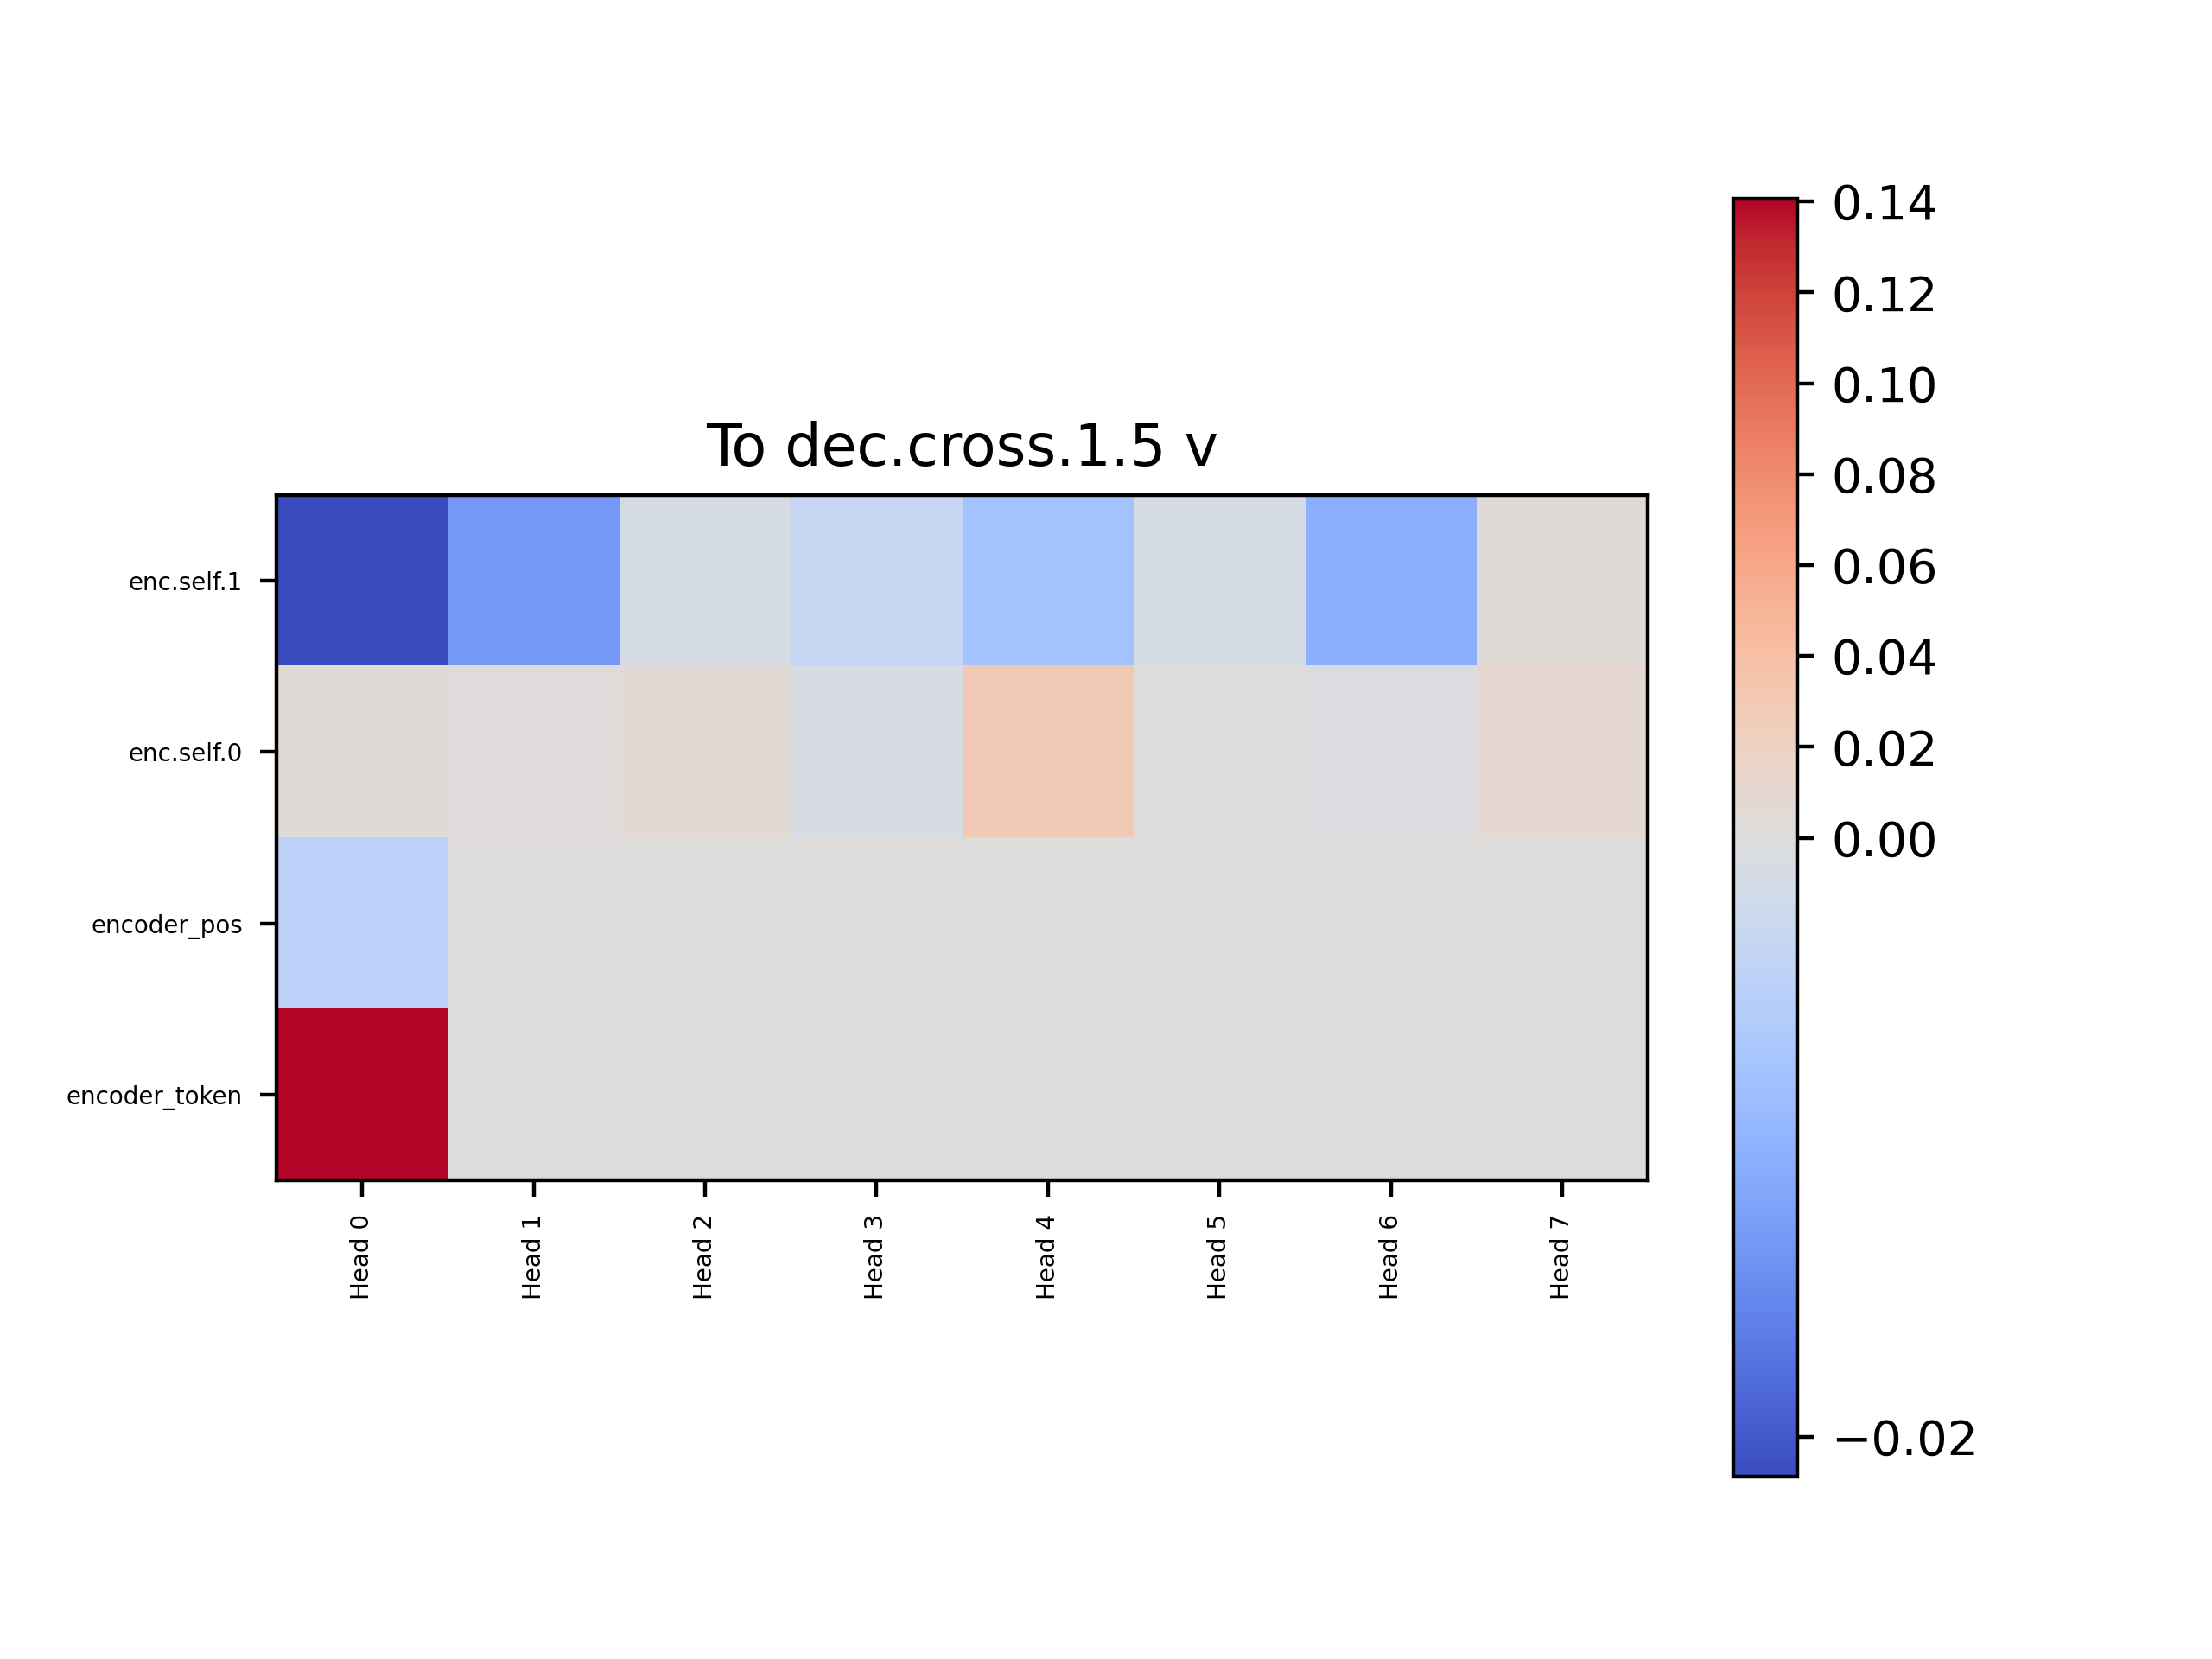 To dec.cross.1.5 v
enc.self.1
enc.self.0
encoder_pos
encoder_token
Head 0
Head 1
Head 2
Head 3
Head 4
Head 5
Head 6
Head 7
0.14
0.12
0.10
0.08
0.06
0.04
0.02
0.00
−0.02